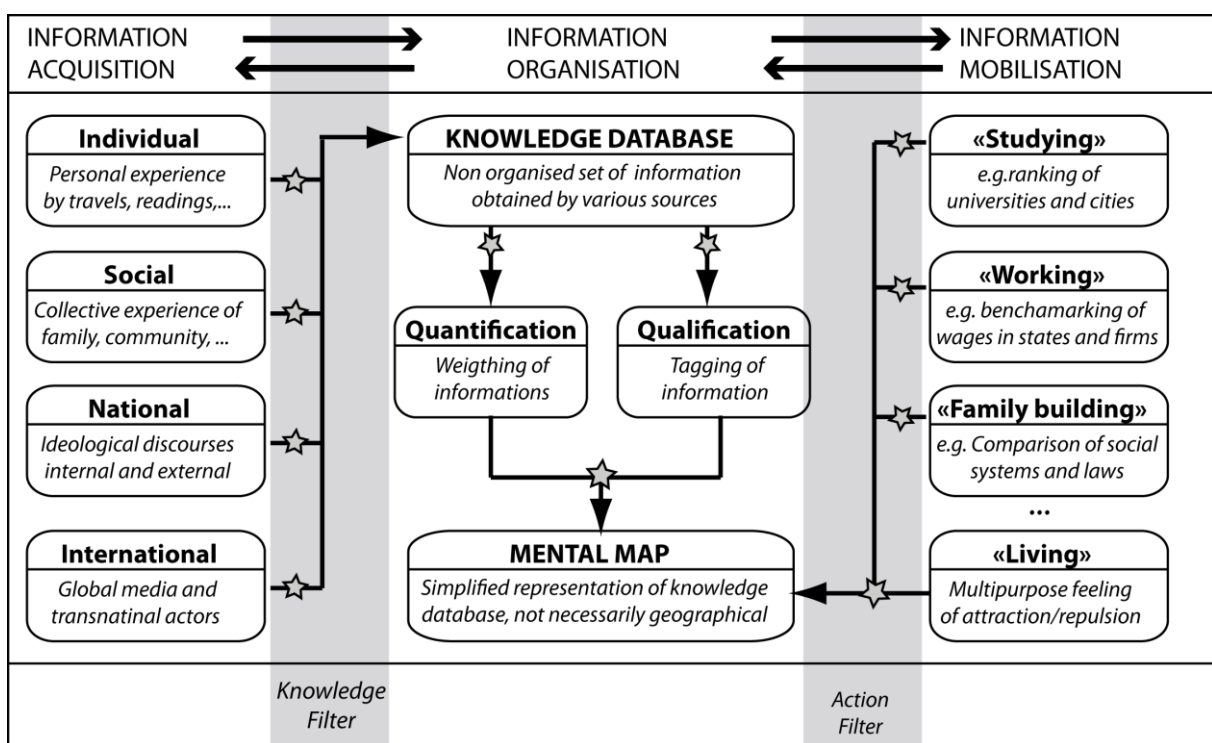 INFORMATION
ACQUISITION
INFORMATION
ORGANISATION
INFORMATION
MOBILISATION
Individual
Personal experience
by travels, readings,...
Social
Collective experience of
family, community, ...
National
Ideological discourses
internal and external
International
Global media and
transnatinal actors
Knowledge
Filter
KNOWLEDGE DATABASE
Non organised set of information
obtained by various sources
Quantification
Weigthing of
informations
Qualification
Tagging of
information
MENTAL MAP
Simplified representation of knowledge
database, not necessarily geographical
Action
Filter
«Studying»
e.g.ranking of
universities and cities
«Working»
e.g. benchamarking of
wages in states and firms
«Family building»
e.g. Comparison of social
systems and laws
...
«Living»
Multipurpose feeling
of attraction/repulsion